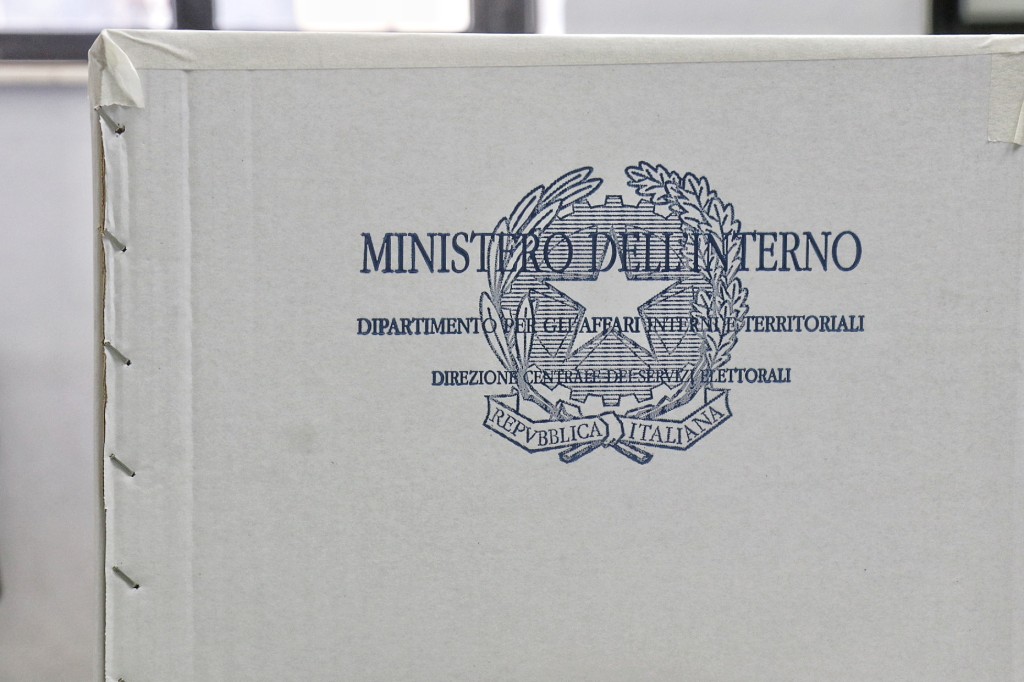 MINISTERO DELL'INTERNO
DIPARTIMENTO PER GLI AFFARI INTERNI E TERRITORIALI
DIREZIONE CENTRALE DEI SERVIZI ELETTORALI
REPVBBLICA ITALIANA